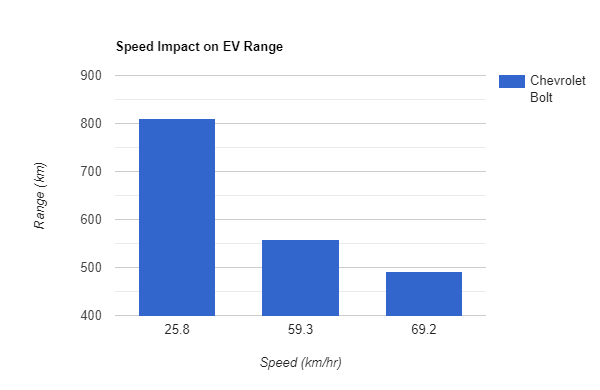 Speed Impact on EV Range
900
800
700
600
500
400
Range (km)
25.8 59.3 69.2
Speed (km/hr)
Chevrolet
Bolt